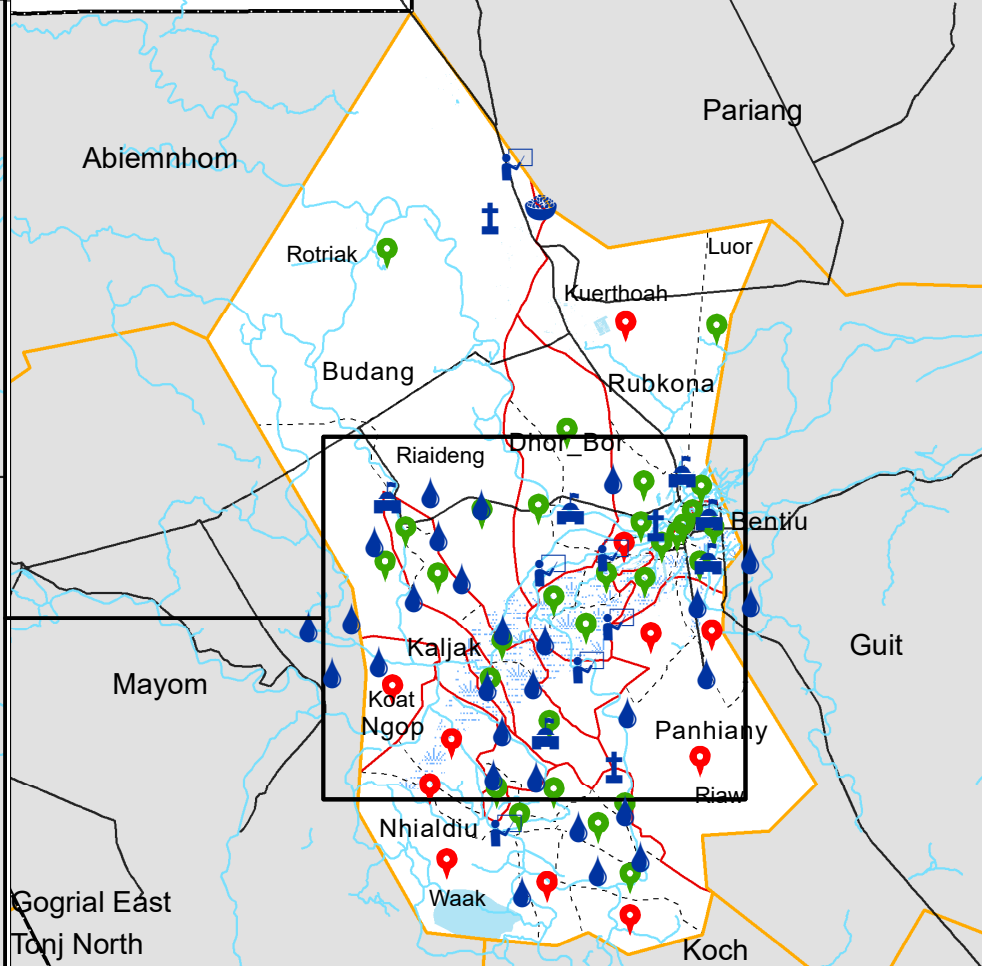 Pariang
Abiemnhom
Luor
Rotriak
Kuerthoah
Budang
Rubkona
Dhor_Bor
Riaideng
Bentiu
Kaljak
Guit
Mayom
Koat
Ngop
Panhiany
Riaw
Nhialdiu
Waak
Gogrial East
Tonj North
Koch